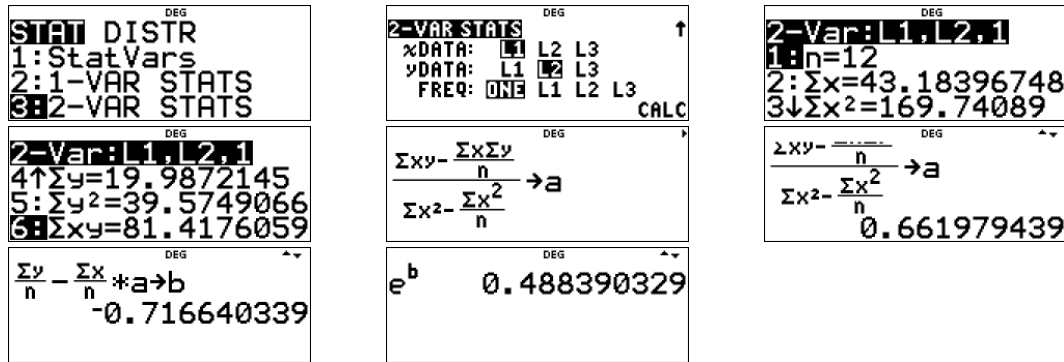 DEG
STAT DISTR
1:StatVars
2:1-VAR STATS
3:2-VAR STATS
DEG
2-VAR STATS ↑
xDATA: L1 L2 L3
yDATA: L1 L2 L3
FREQ: ONE L1 L2 L3
CALC
DEG
2-Var:L1,L2,1
1:n=12
2:Σx=43.18396748
3↓Σx²=169.74089
DEG
2-Var:L1,L2,1
4↑Σy=19.9872145
5:Σy²=39.5749066
6:Σxy=81.4176059
DEG
Σxy-ΣxΣy
n
→a
Σx²-Σx²
n
DEG
Σxy-
n
→a
Σx²-Σx²
n
0.661979439
DEG
Σy/n-Σx/n*a→b
-0.716640339
DEG
e^b 0.488390329